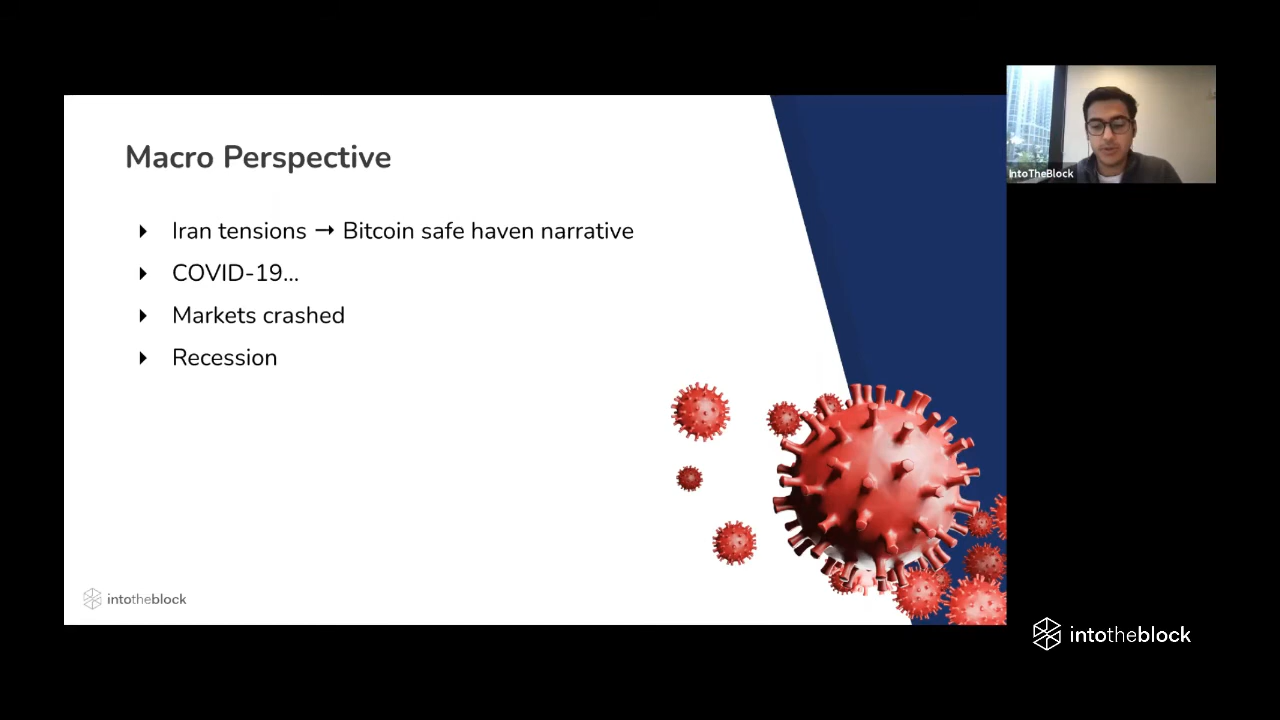 Macro Perspective
Iran tensions → Bitcoin safe haven narrative
COVID-19...
Markets crashed
Recession
intotheblock
IntoTheBlock
intotheblock